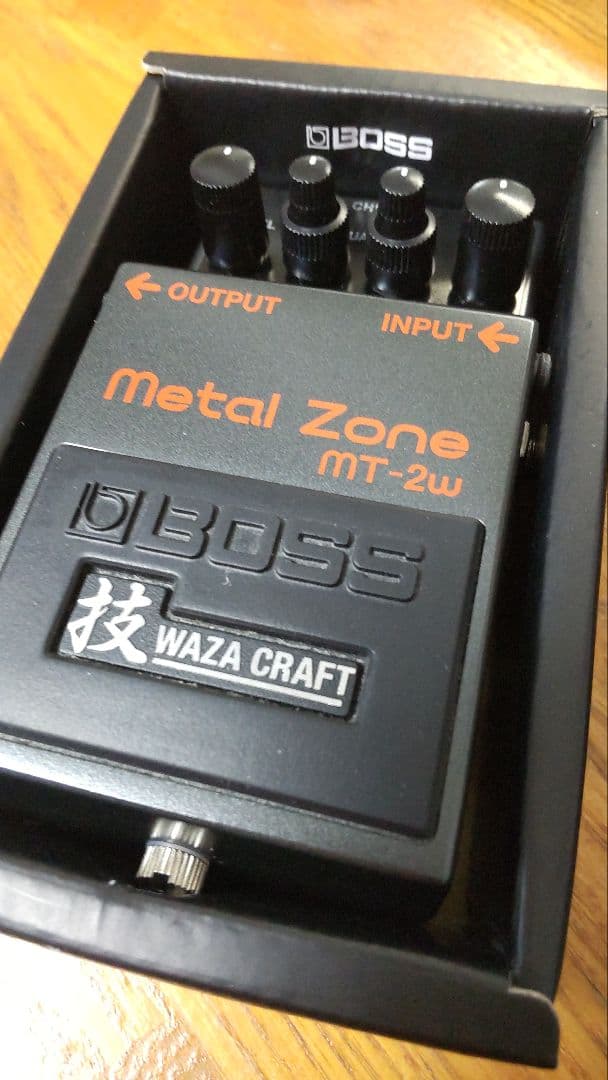 BOSS
← OUTPUT
INPUT ←
Metal Zone
MT-2w
BOSS
技 WAZA CRAFT